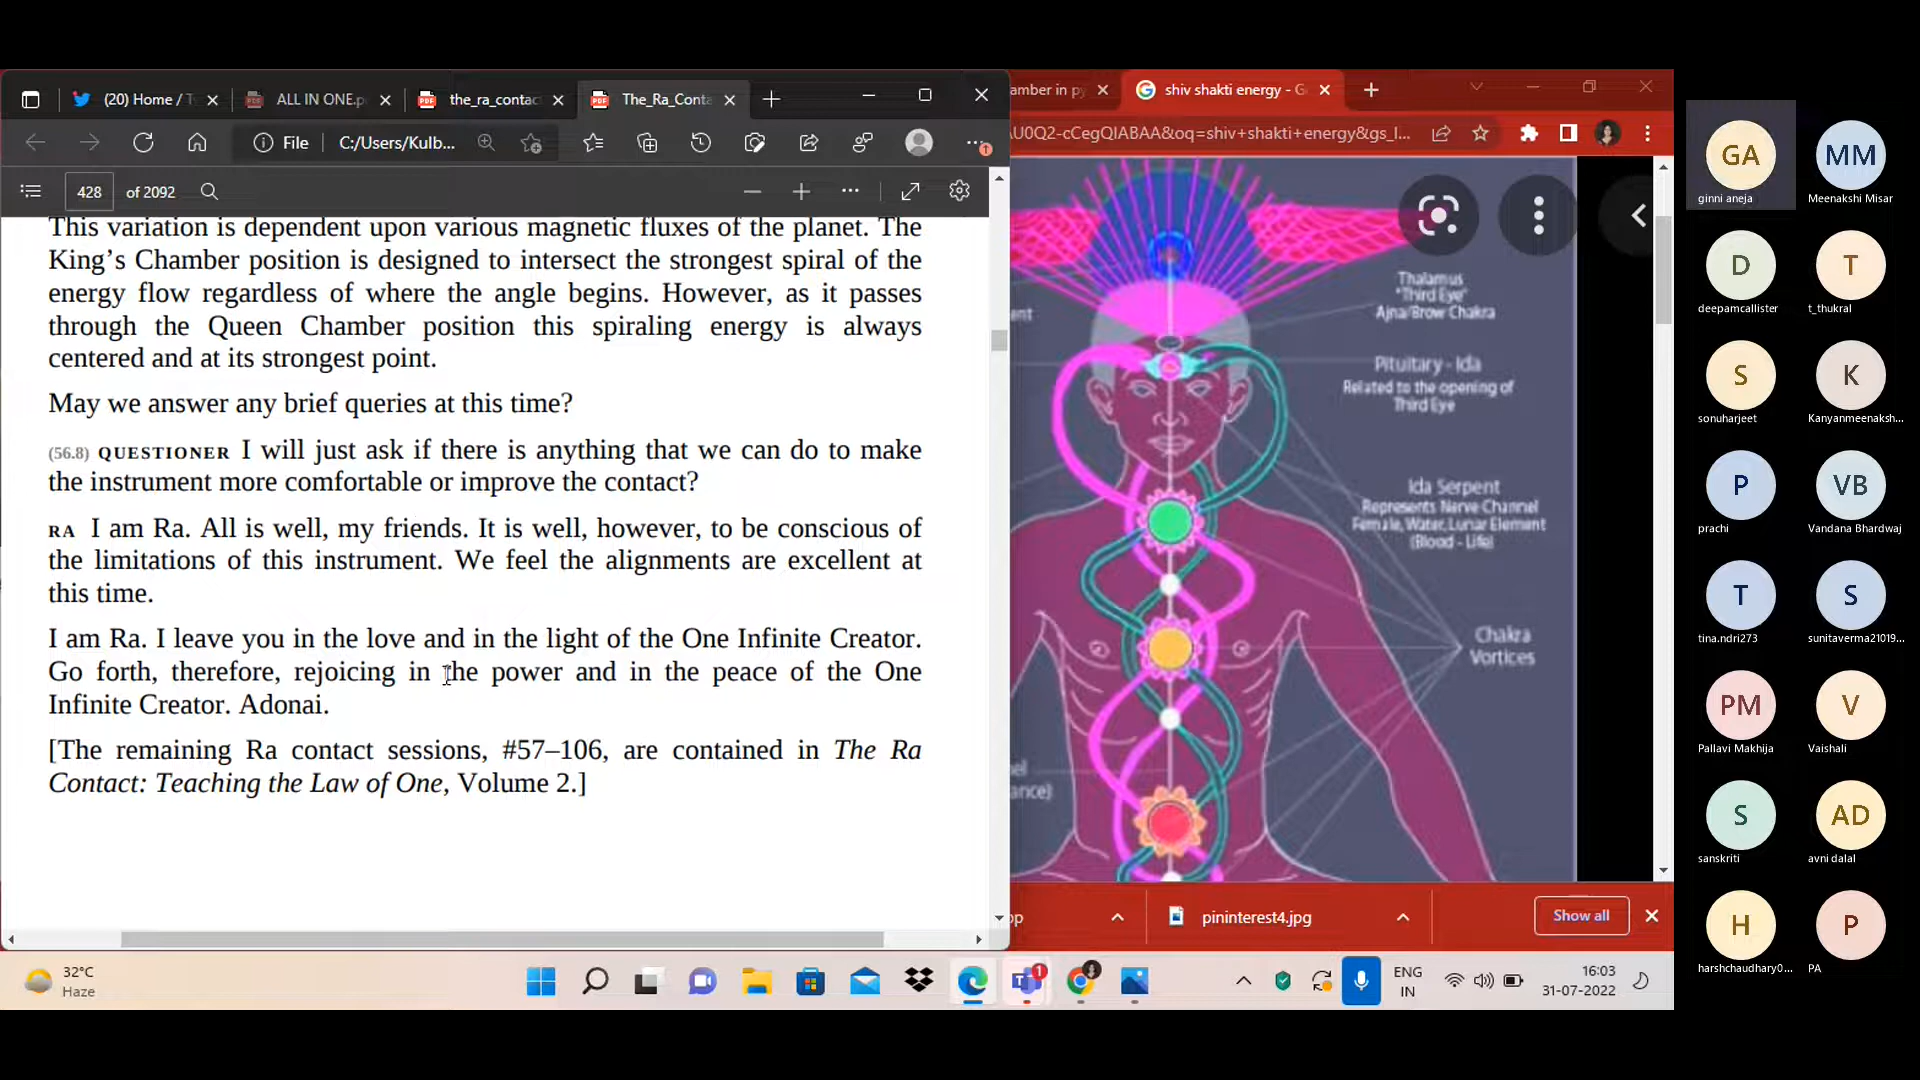 (20) Home / T
ALL IN ONE.p
the_ra_contac
The_Ra_Conta
File
C:/Users/Kulb...
428 of 2092
This variation is dependent upon various magnetic fluxes of the planet. The
King's Chamber position is designed to intersect the strongest spiral of the
energy flow regardless of where the angle begins. However, as it passes
through the Queen Chamber position this spiraling energy is always
centered and at its strongest point.
May we answer any brief queries at this time?
(56.8) QUESTIONER I will just ask if there is anything that we can do to make
the instrument more comfortable or improve the contact?
RA I am Ra. All is well, my friends. It is well, however, to be conscious of
the limitations of this instrument. We feel the alignments are excellent at
this time.
I am Ra. I leave you in the love and in the light of the One Infinite Creator.
Go forth, therefore, rejoicing in the power and in the peace of the One
Infinite Creator. Adonai.
[The remaining Ra contact sessions, #57–106, are contained in The Ra
Contact: Teaching the Law of One, Volume 2.]
amber in py
shiv shakti energy - G
U0Q2-cCegQIABAA&oq=shiv+shakti+energy&gs_l...
Thalamus
"Third Eye"
Ajna/Brow Chakra
Pituitary - Ida
Related to the opening of
Third Eye
Ida Serpent
Represents Nerve Channel
Female, Water, Lunar Element
(Blood - Life)
Chakra
Vortices
ance)
pininterest4.jpg
Show all
32°C
Haze
1
ENG
IN
16:03
31-07-2022
GA
ginni aneja
MM
Meenakshi Misar
D
deepamcallister
T
t_thukral
S
sonuharjeet
K
Kanyanmeenaksh...
P
prachi
VB
Vandana Bhardwaj
T
tina.ndri273
S
sunitaverma21019...
PM
Pallavi Makhija
V
Vaishali
S
sanskriti
AD
avni dalal
H
harshchaudhary0...
P
PA